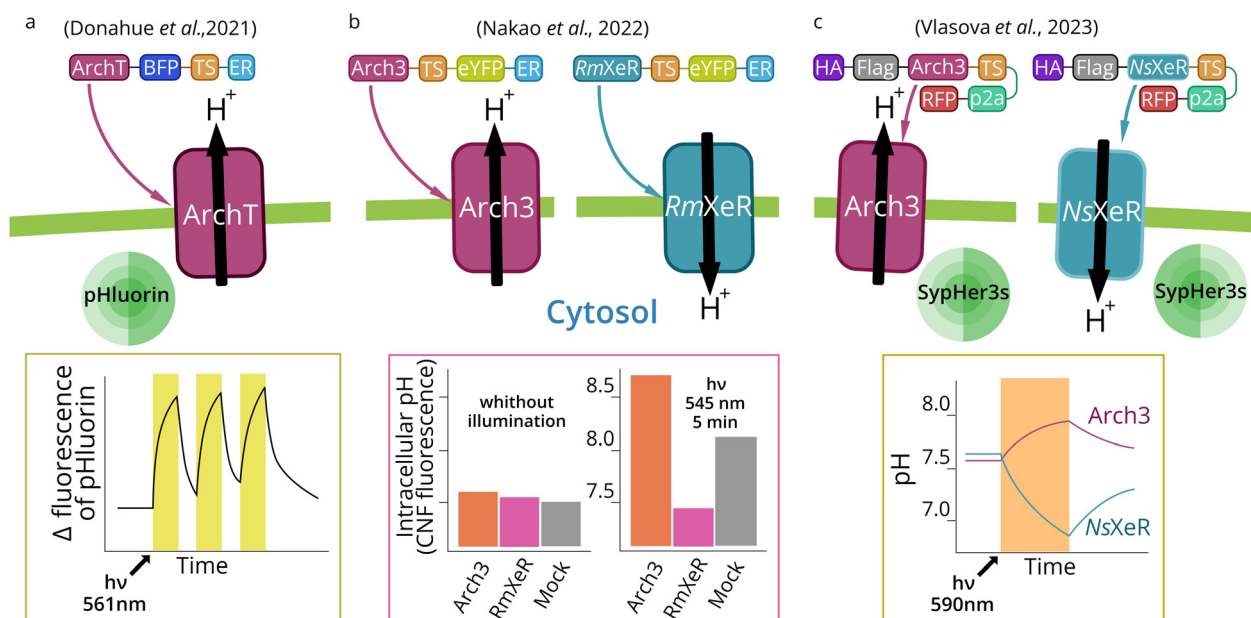 a
(Donahue et al.,2021)
ArchT BFP TS ER
H+
ArchT
pHluorin
Δ fluorescence
of pHluorin
Time
hν
561nm
b
(Nakao et al., 2022)
Arch3 TS eYFP ER
RmXeR TS eYFP ER
H+
Arch3
RmXeR
H+
Cytosol
Intracellular pH
(CNF fluorescence)
whithout
illumination
Arch3
RmXeR
Mock
8.5
8.0
7.5
hν
545 nm
5 min
Arch3
RmXeR
Mock
c
(Vlasova et al., 2023)
HA Flag Arch3 TS
RFP p2a
HA Flag NsXeR TS
RFP p2a
H+
Arch3
SypHer3s
NsXeR
H+
SypHer3s
pH
8.0
7.5
7.0
Arch3
NsXeR
Time
hν
590nm